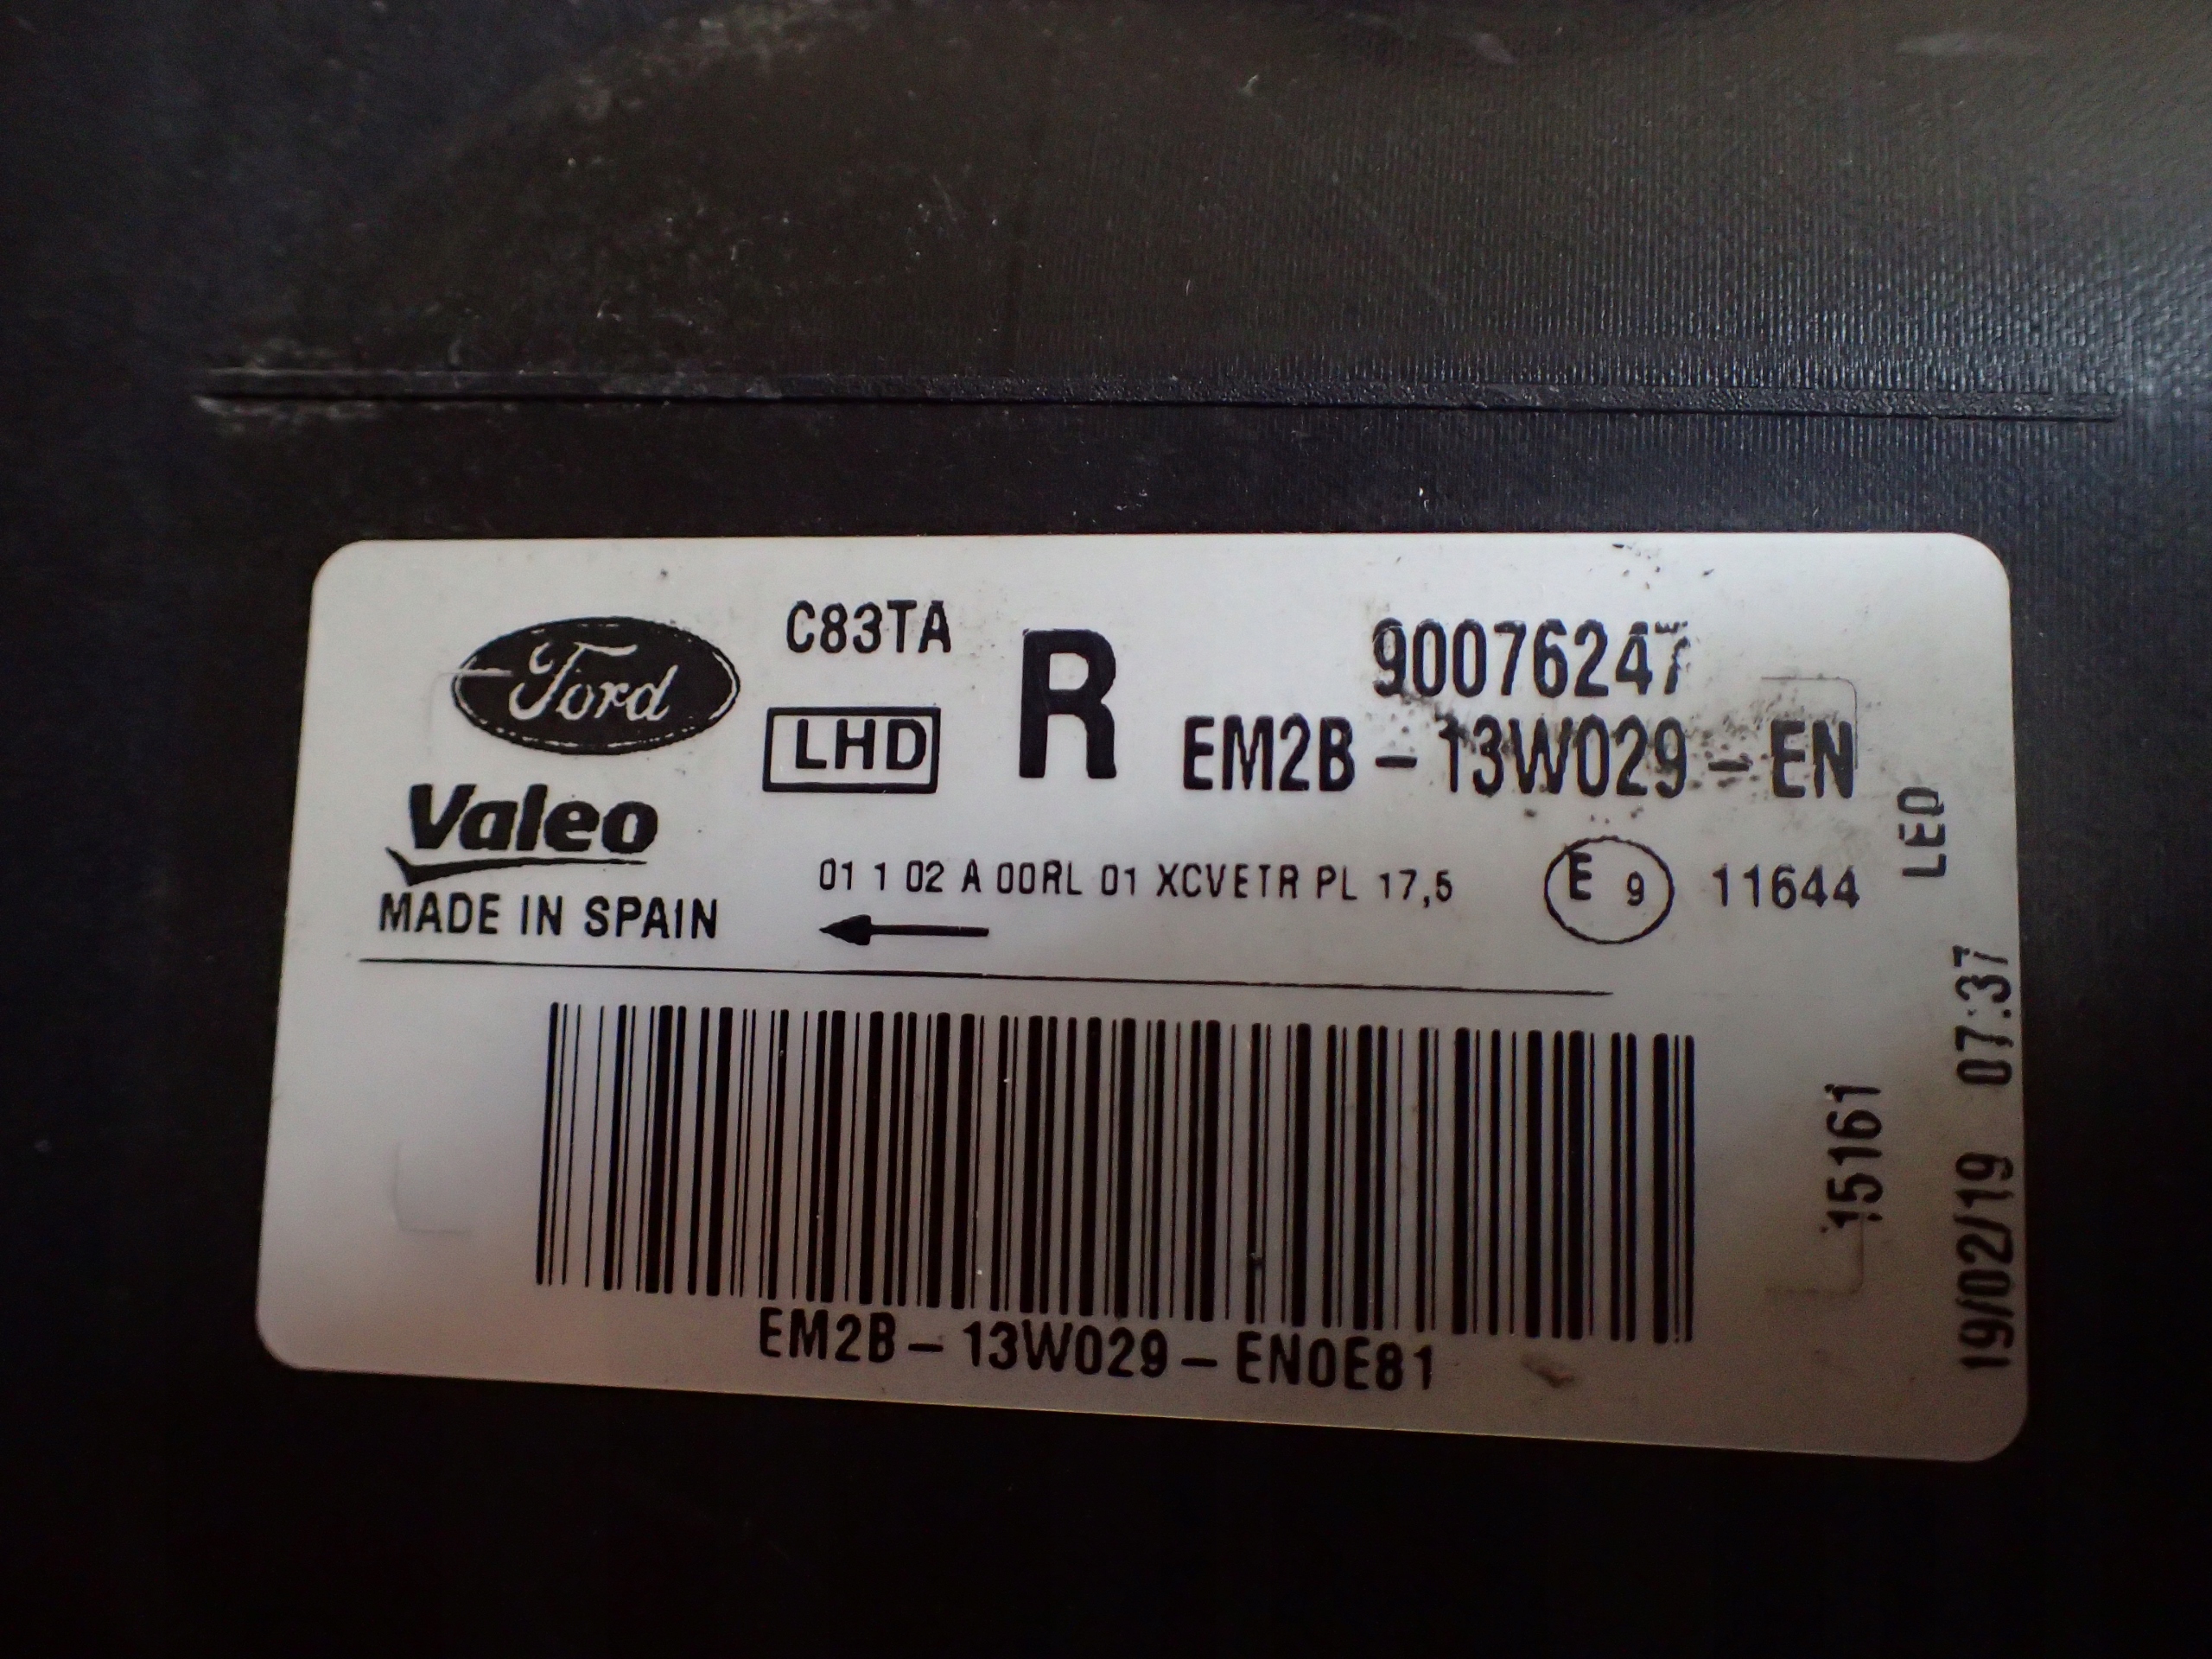 Ford
C83TA
LHD
R
90076247
EM2B - 13W029 - EN
Valeo
MADE IN SPAIN
01 1 02 A 00RL 01 XCVETR PL 17,5
E 9
11644
LED
EM2B - 13W029 - EN0E81
15161
19/02/19 07:37